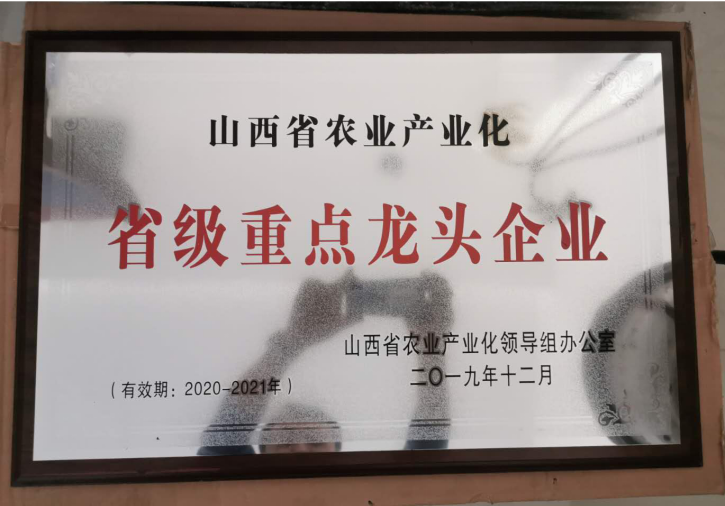 山西省农业产业化
省级重点龙头企业
山西省农业产业化领导组办公室
二〇一九年十二月
（有效期：2020-2021年）